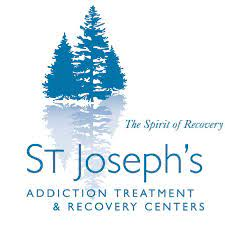 The Spirit of Recovery
ST JOSEPH'S
ADDICTION TREATMENT
& RECOVERY CENTERS